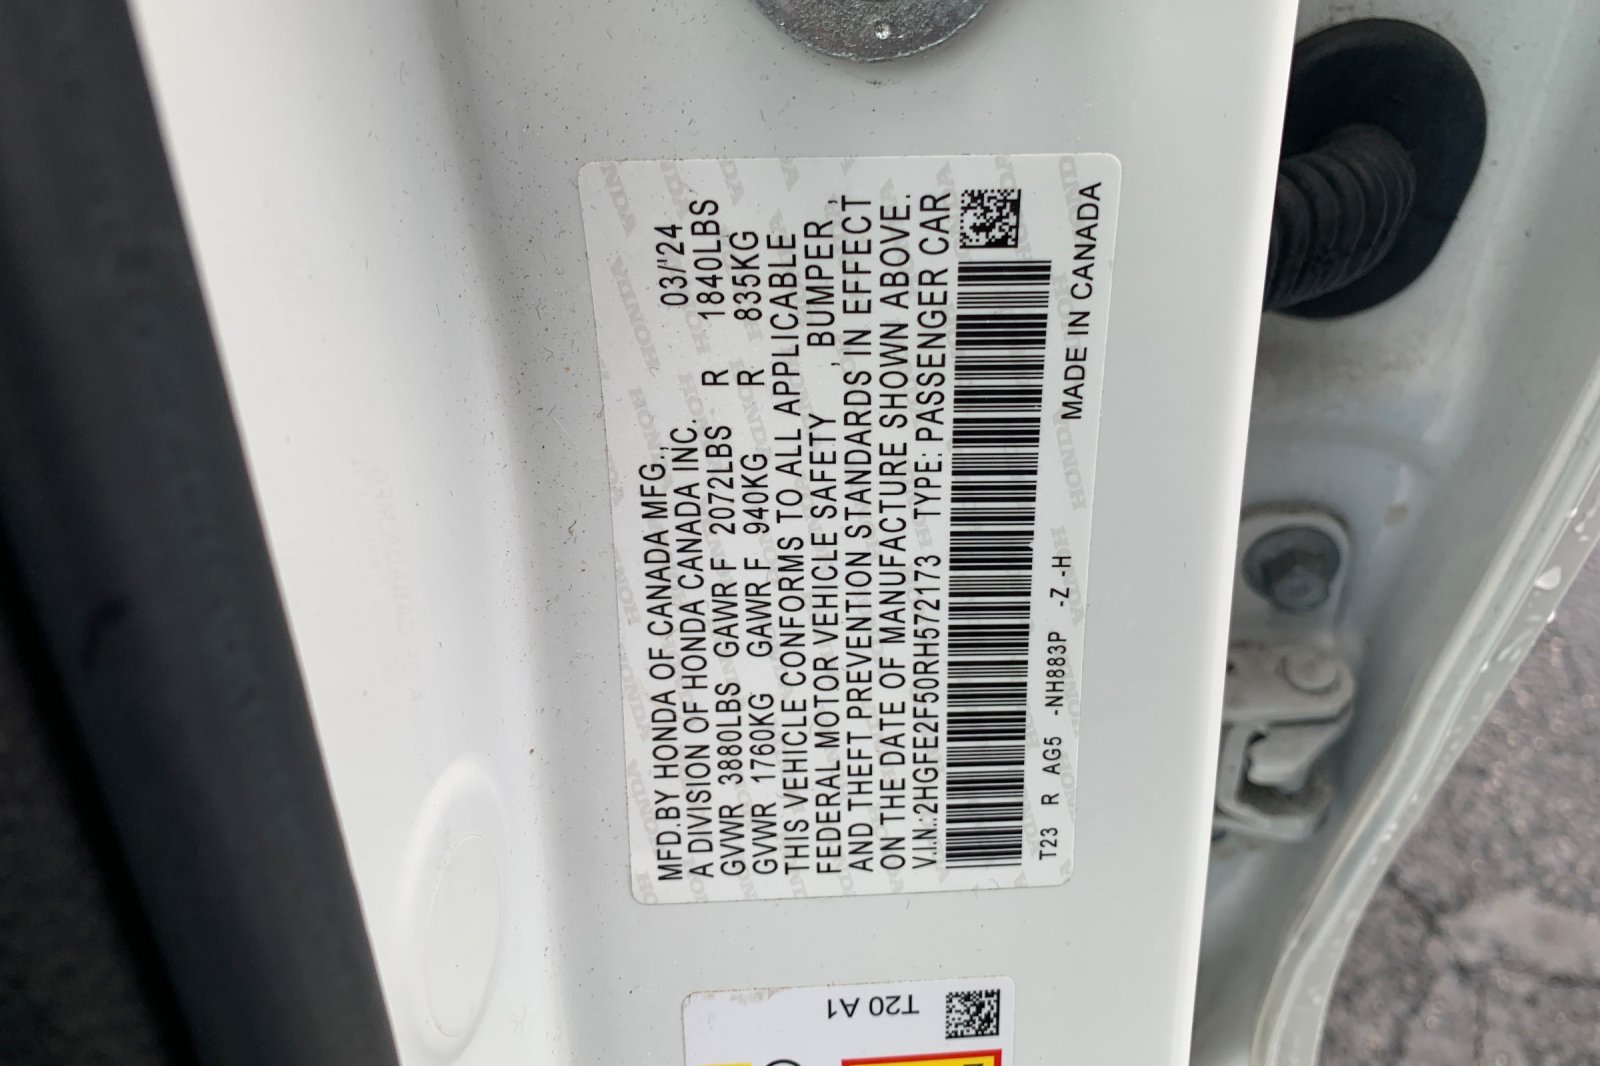 MFD.BY HONDA OF CANADA MFG., 03/'24
A DIVISION OF HONDA CANADA INC.
GVWR 3880LBS GAWR F 2072LBS R 1840LBS
GVWR 1760KG GAWR F 940KG R 835KG
THIS VEHICLE CONFORMS TO ALL APPLICABLE
FEDERAL MOTOR VEHICLE SAFETY , BUMPER ,
AND THEFT PREVENTION STANDARDS IN EFFECT
ON THE DATE OF MANUFACTURE SHOWN ABOVE.
V.I.N.:2HGFE2F50RH572173 TYPE: PASSENGER CAR
T23 R AG5 -NH883P -Z -H
MADE IN CANADA
T20 A1